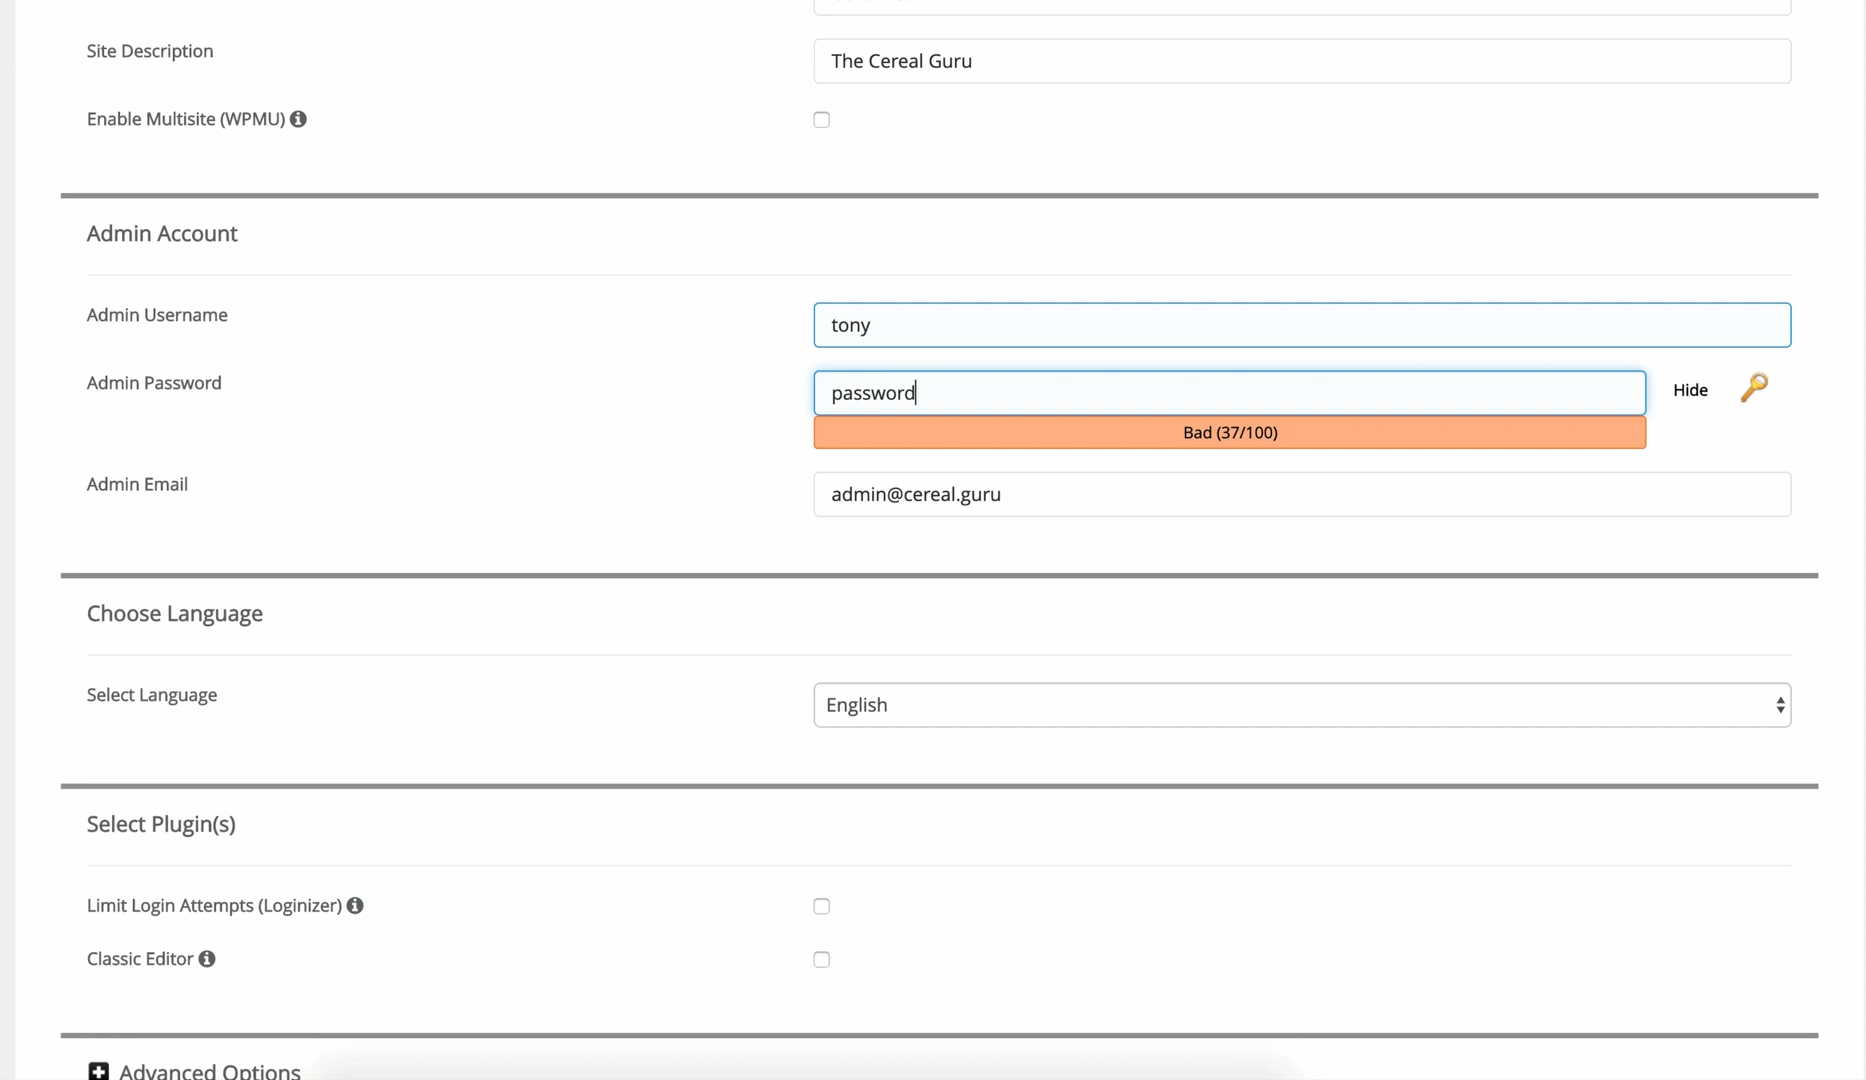 Site Description
The Cereal Guru
Enable Multisite (WPMU)
Admin Account
Admin Username
tony
Admin Password
password
Hide
Bad (37/100)
Admin Email
admin@cereal.guru
Choose Language
Select Language
English
Select Plugin(s)
Limit Login Attempts (Loginizer)
Classic Editor
Advanced Options